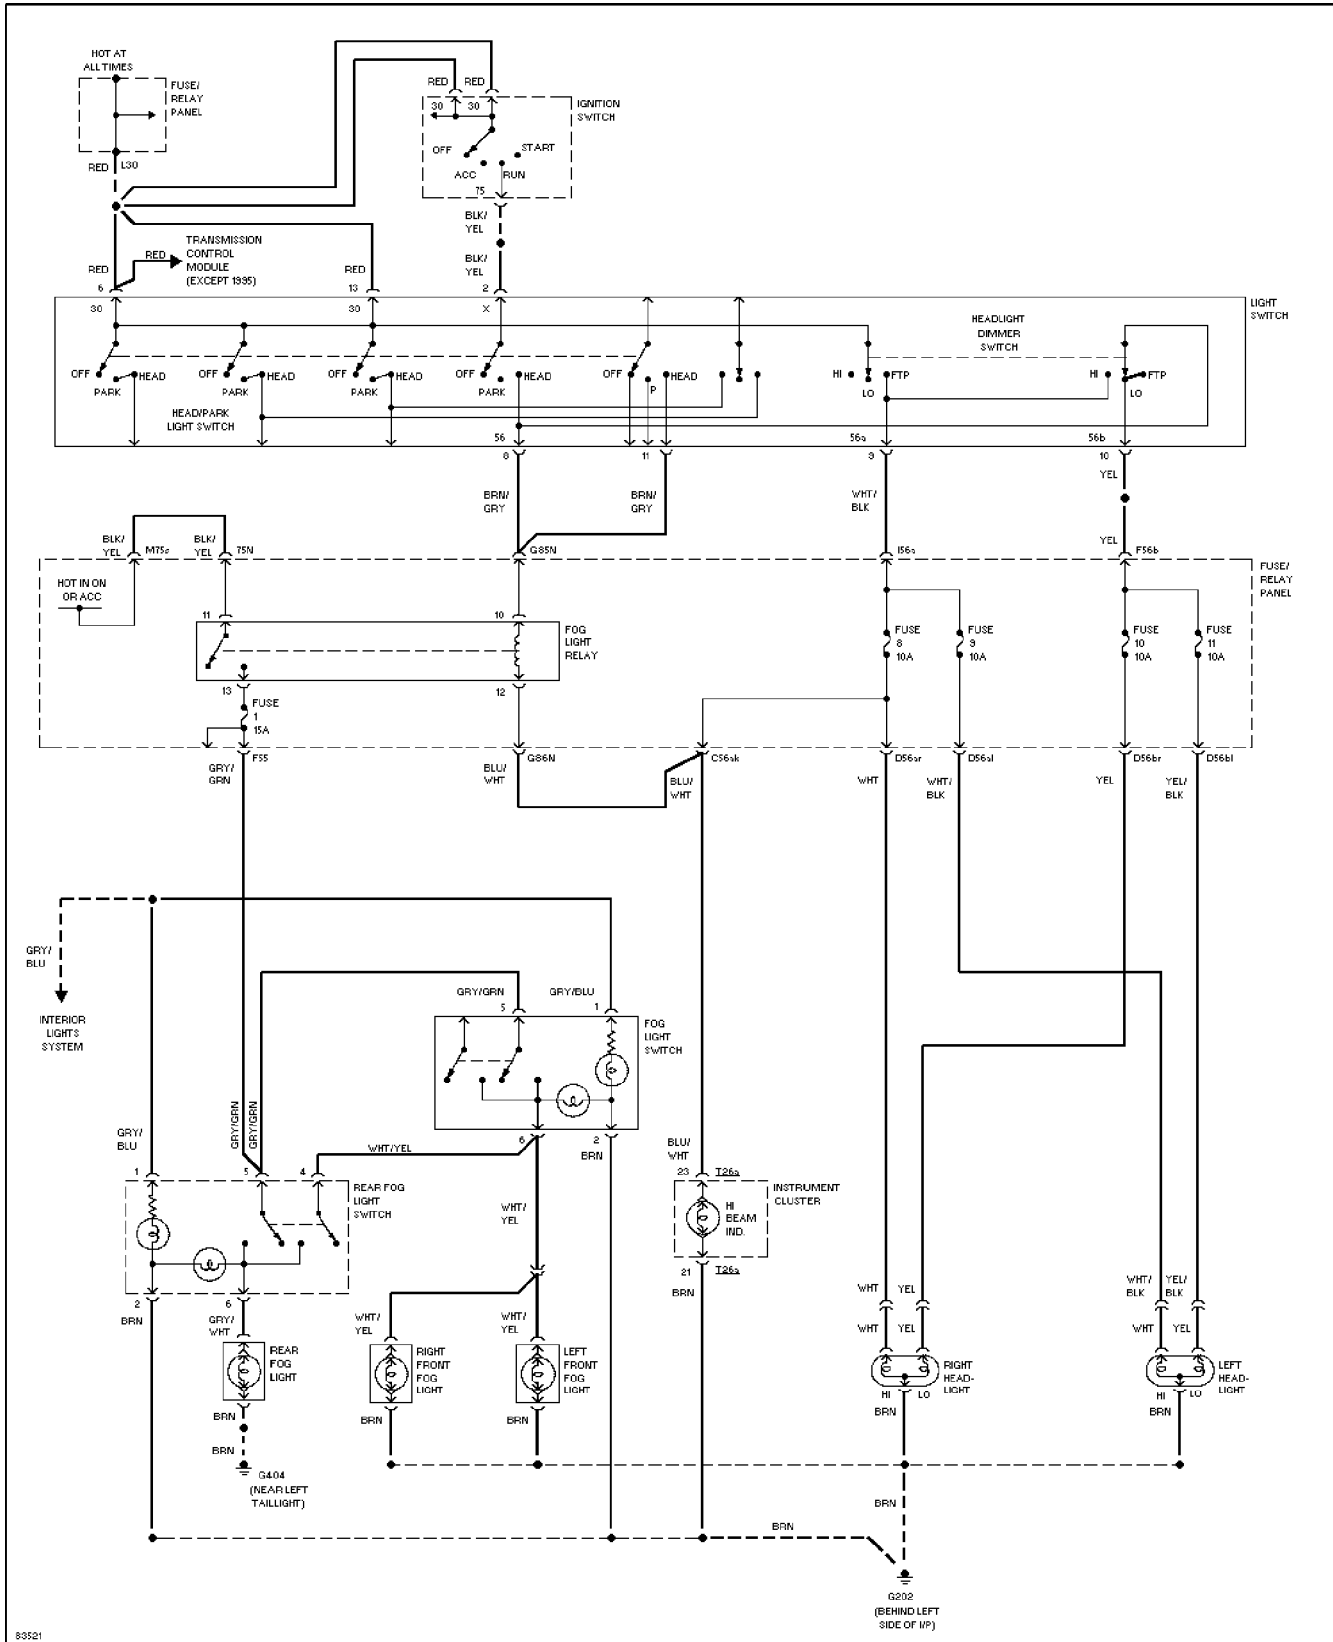 HOT AT
ALL TIMES
FUSE/
RELAY
PANEL
RED
L30
RED RED
30 30
IGNITION
SWITCH
OFF
START
ACC
RUN
75
BLK/
YEL
BLK/
YEL
TRANSMISSION
CONTROL
MODULE
(EXCEPT 1995)
RED
RED
RED
6
13
2
30
30
X
LIGHT
SWITCH
HEADLIGHT
DIMMER
SWITCH
OFF
PARK
HEAD
OFF
PARK
HEAD
OFF
PARK
HEAD
OFF
PARK
HEAD
OFF
P
HEAD
HI
LO
FTP
HI
LO
FTP
HEAD/PARK
LIGHT SWITCH
56
56a
56b
8
11
9
10
BRN/
GRY
BRN/
GRY
WHT/
BLK
YEL
YEL
BLK/
YEL
M75c
BLK/
YEL
75N
G85N
I56a
F56b
FUSE/
RELAY
PANEL
HOT IN ON
OR ACC
11
10
FOG
LIGHT
RELAY
FUSE
8
10A
FUSE
9
10A
FUSE
10
10A
FUSE
11
10A
13
12
FUSE
1
15A
F55
G86N
C56ak
D56ar
D56al
D56br
D56bl
GRY/
GRN
BLU/
WHT
BLU/
WHT
WHT
WHT/
BLK
YEL
YEL/
BLK
GRY/
BLU
INTERIOR
LIGHTS
SYSTEM
GRY/GRN
GRY/BLU
5
1
FOG
LIGHT
SWITCH
GRY/GRN
GRY/GRN
GRY/
BLU
WHT/YEL
6
2
BRN
BLU/
WHT
1
5
4
REAR FOG
LIGHT
SWITCH
23
T26a
INSTRUMENT
CLUSTER
HI
BEAM
IND.
WHT/
YEL
21
T26a
BRN
2
6
BRN
GRY/
WHT
WHT/
YEL
WHT/
YEL
WHT
YEL
WHT/
BLK
YEL/
BLK
WHT
YEL
WHT
YEL
REAR
FOG
LIGHT
RIGHT
FRONT
FOG
LIGHT
LEFT
FRONT
FOG
LIGHT
RIGHT
HEAD-
LIGHT
LEFT
HEAD-
LIGHT
HI LO
HI LO
BRN
BRN
BRN
BRN
BRN
BRN
G404
(NEAR LEFT
TAILLIGHT)
BRN
BRN
G202
(BEHIND LEFT
SIDE OF I/P)
83521